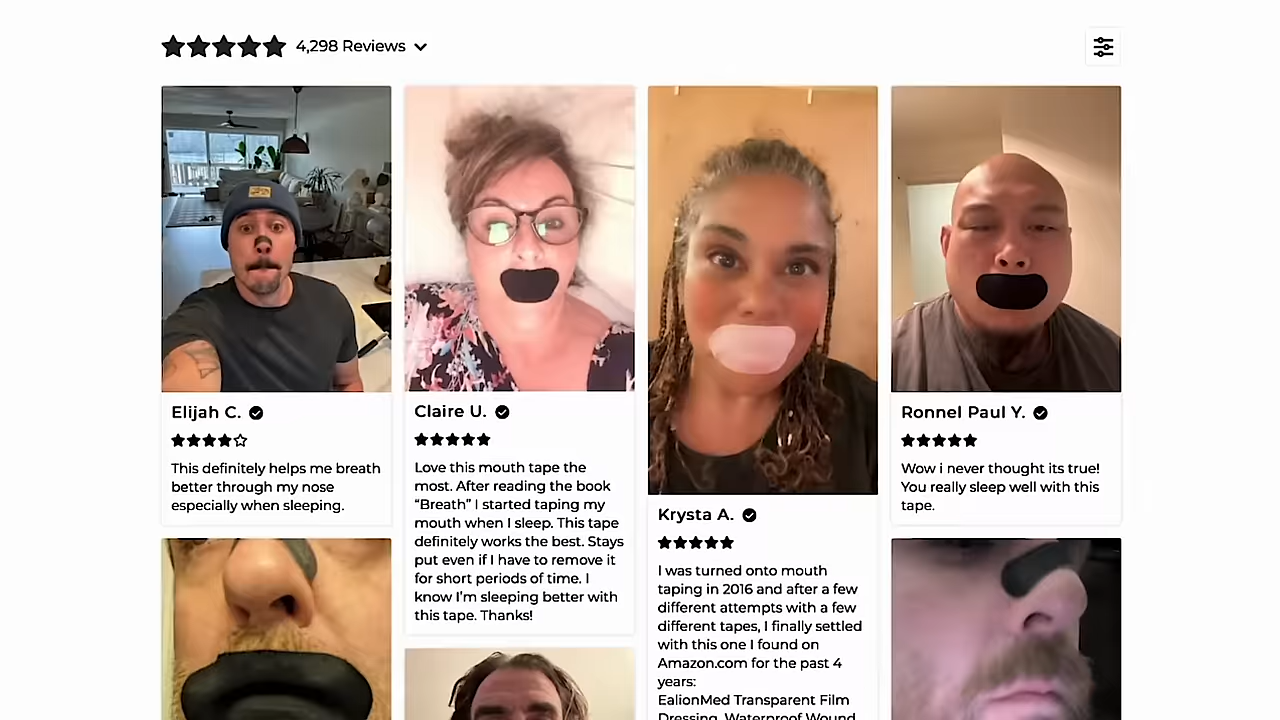 4,298 Reviews
Elijah C.
This definitely helps me breath
better through my nose
especially when sleeping.
Claire U.
Love this mouth tape the
most. After reading the book
“Breath” I started taping my
mouth when I sleep. This tape
definitely works the best. Stays
put even if I have to remove it
for short periods of time. I
know I’m sleeping better with
this tape. Thanks!
Krysta A.
I was turned onto mouth
taping in 2016 and after a few
different attempts with a few
different tapes, I finally settled
with this one I found on
Amazon.com for the past 4
years:
EalionMed Transparent Film
Dressing, Waterproof Wound
Ronnel Paul Y.
Wow i never thought its true!
You really sleep well with this
tape.